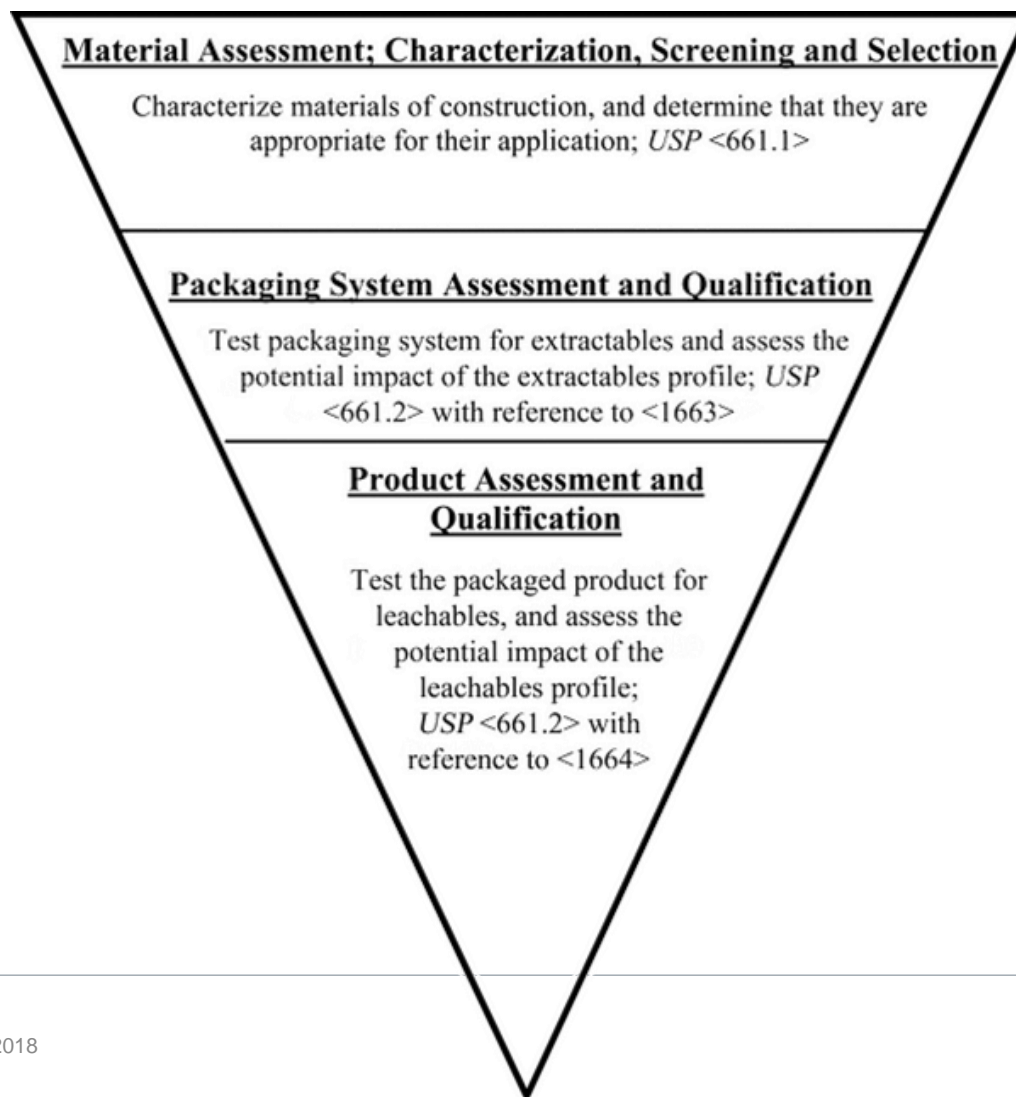 Material Assessment; Characterization, Screening and Selection
Characterize materials of construction, and determine that they are
appropriate for their application; USP <661.1>
Packaging System Assessment and Qualification
Test packaging system for extractables and assess the
potential impact of the extractables profile; USP
<661.2> with reference to <1663>
Product Assessment and
Qualification
Test the packaged product for
leachables, and assess the
potential impact of the
leachables profile;
USP <661.2> with
reference to <1664>
2018